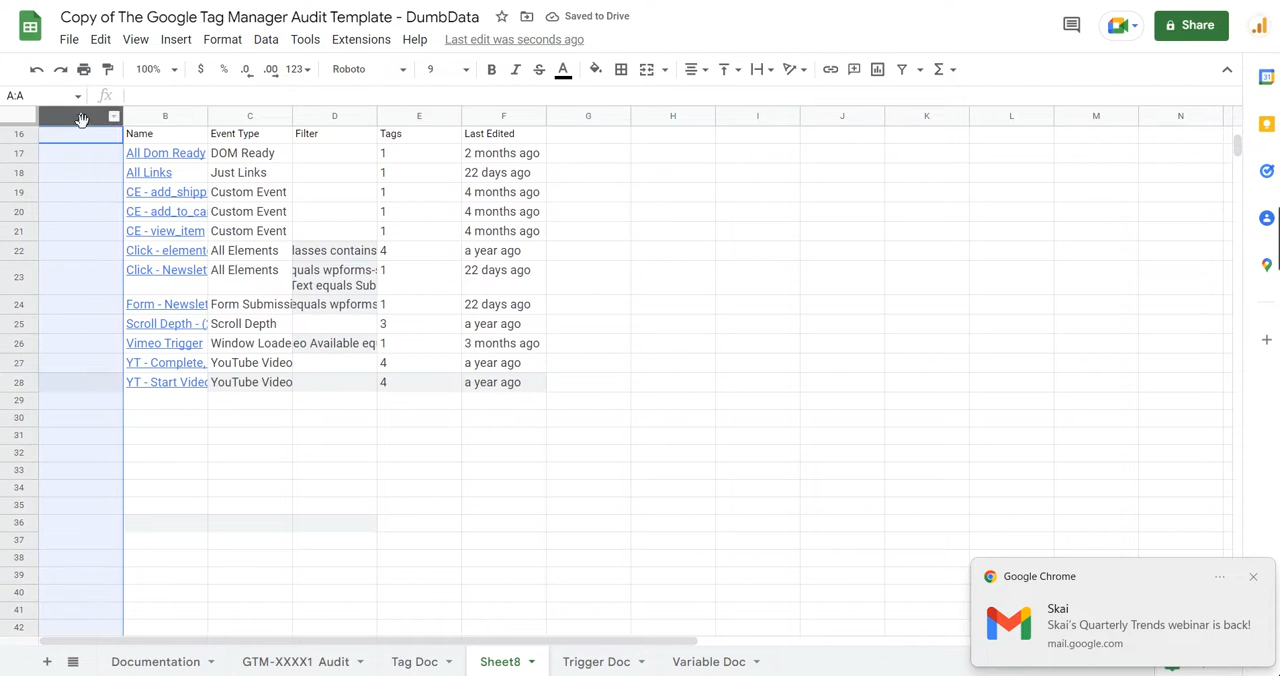 Copy of The Google Tag Manager Audit Template - DumbData
Saved to Drive
File Edit View Insert Format Data Tools Extensions Help Last edit was seconds ago
Share
100% $ % .0 .00 123 Roboto 9 B I S A
A:A fx
B C D E F G H I J K L M N
16 Name Event Type Filter Tags Last Edited
17 All Dom Ready DOM Ready 1 2 months ago
18 All Links Just Links 1 22 days ago
19 CE - add_shipp Custom Event 1 4 months ago
20 CE - add_to_ca Custom Event 1 4 months ago
21 CE - view_item Custom Event 1 4 months ago
22 Click - element All Elements lasses contains 4 a year ago
23 Click - Newslet All Elements quals wpforms- 1 22 days ago
Text equals Sub
24 Form - Newslet Form Submissi equals wpforms 1 22 days ago
25 Scroll Depth - ( Scroll Depth 3 a year ago
26 Vimeo Trigger Window Loade eo Available eq 1 3 months ago
27 YT - Complete, YouTube Video 4 a year ago
28 YT - Start Video YouTube Video 4 a year ago
29
30
31
32
33
34
35
36
37
38
39
40
41
42
Google Chrome
Skai
Skai's Quarterly Trends webinar is back!
mail.google.com
Documentation GTM-XXXX1 Audit Tag Doc Sheet8 Trigger Doc Variable Doc